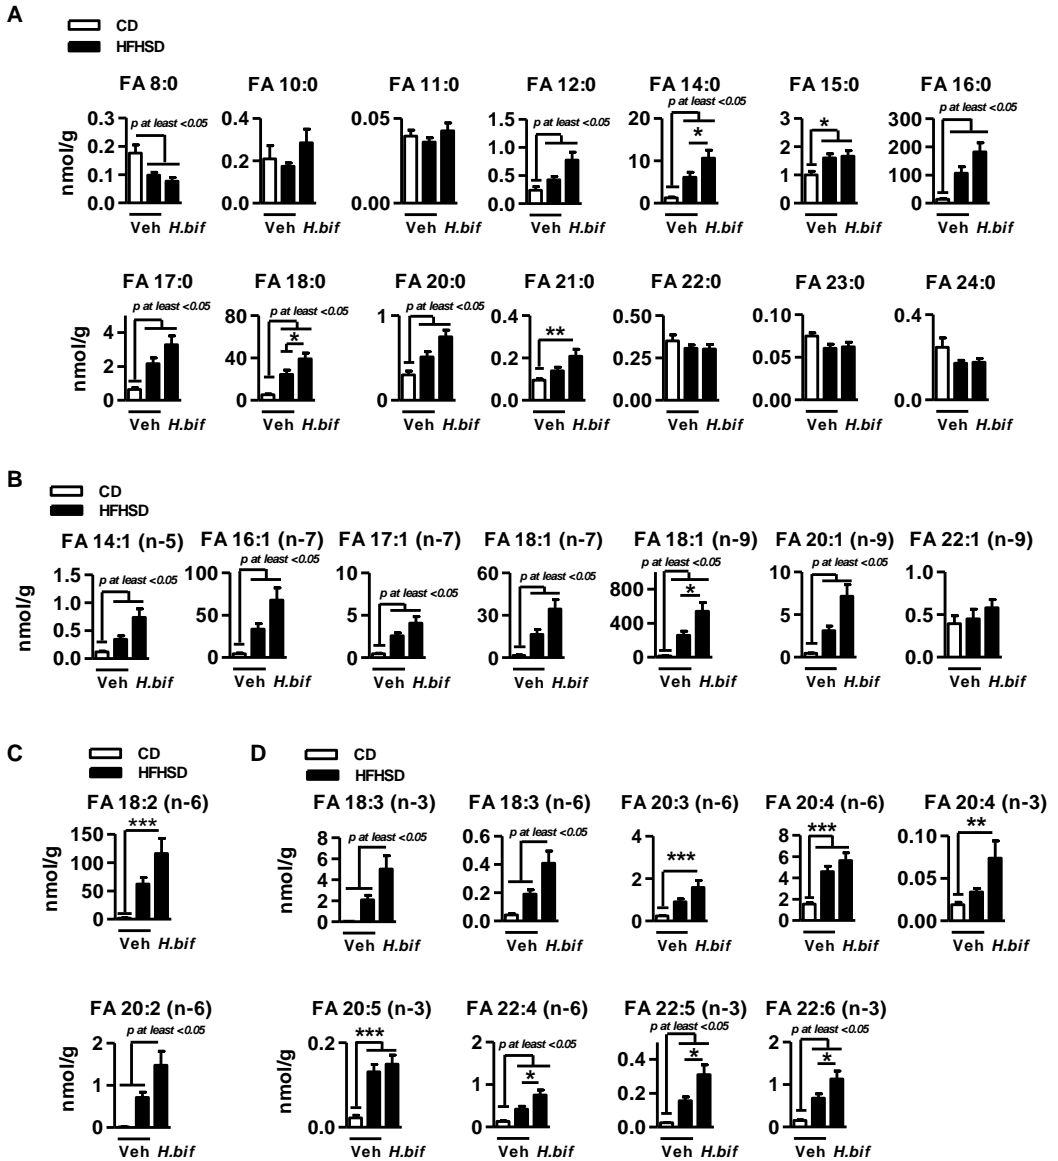 A
CD
HFHSD
FA 8:0 FA 10:0 FA 11:0 FA 12:0 FA 14:0 FA 15:0 FA 16:0
nmol/g
0.3 0.2 0.1 0.0 p at least <0.05 Veh H.bif
0.4 0.2 0.0 Veh H.bif
0.05 0.00 Veh H.bif
1.5 1.0 0.5 0.0 p at least <0.05 Veh H.bif
20 10 0 p at least <0.05 * Veh H.bif
3 2 1 0 * Veh H.bif
300 200 100 0 p at least <0.05 Veh H.bif
FA 17:0 FA 18:0 FA 20:0 FA 21:0 FA 22:0 FA 23:0 FA 24:0
nmol/g
4 2 0 p at least <0.05 Veh H.bif
80 40 0 p at least <0.05 * Veh H.bif
1 0 p at least <0.05 Veh H.bif
0.4 0.2 0.0 ** Veh H.bif
0.50 0.25 0.00 Veh H.bif
0.10 0.05 0.00 Veh H.bif
0.4 0.0 Veh H.bif
B
CD
HFHSD
FA 14:1 (n-5) FA 16:1 (n-7) FA 17:1 (n-7) FA 18:1 (n-7) FA 18:1 (n-9) FA 20:1 (n-9) FA 22:1 (n-9)
nmol/g
1.5 1.0 0.5 0.0 p at least <0.05 Veh H.bif
100 50 0 p at least <0.05 Veh H.bif
10 5 0 p at least <0.05 Veh H.bif
60 30 0 p at least <0.05 Veh H.bif
800 400 0 p at least <0.05 * Veh H.bif
10 5 0 p at least <0.05 Veh H.bif
1.0 0.5 0.0 Veh H.bif
C
CD
HFHSD
FA 18:2 (n-6)
nmol/g
150 100 50 0 *** Veh H.bif
FA 20:2 (n-6)
nmol/g
2 1 0 p at least <0.05 Veh H.bif
D
CD
HFHSD
FA 18:3 (n-3) FA 18:3 (n-6) FA 20:3 (n-6) FA 20:4 (n-6) FA 20:4 (n-3)
nmol/g
8 6 4 2 0 p at least <0.05 Veh H.bif
0.6 0.4 0.2 0.0 p at least <0.05 Veh H.bif
4 2 0 *** Veh H.bif
8 6 4 2 0 *** Veh H.bif
0.10 0.05 0.00 ** Veh H.bif
FA 20:5 (n-3) FA 22:4 (n-6) FA 22:5 (n-3) FA 22:6 (n-3)
nmol/g
0.2 0.0 *** Veh H.bif
2 1 0 p at least <0.05 * Veh H.bif
0.4 0.2 0.0 p at least <0.05 * Veh H.bif
2 1 0 p at least <0.05 * Veh H.bif